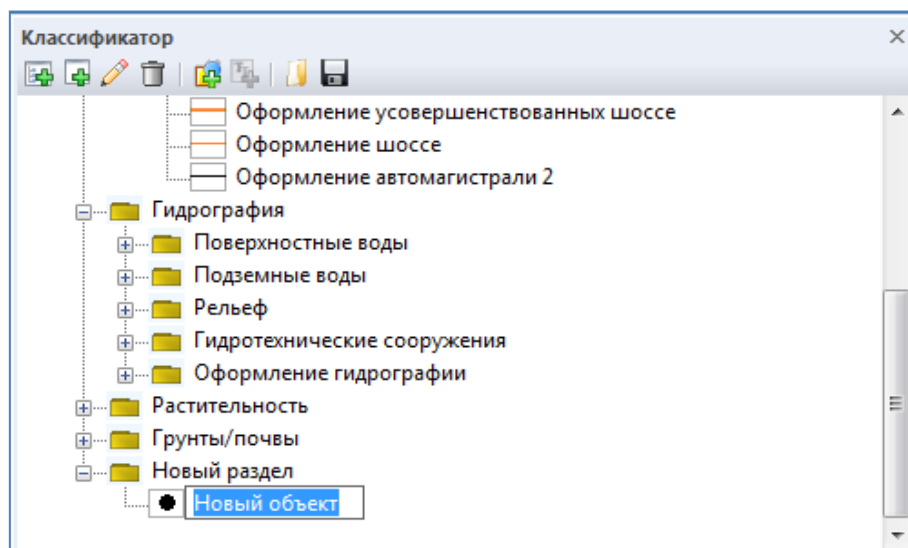 Классификатор
Оформление усовершенствованных шоссе
Оформление шоссе
Оформление автомагистрали 2
Гидрография
Поверхностные воды
Подземные воды
Рельеф
Гидротехнические сооружения
Оформление гидрографии
Растительность
Грунты/почвы
Новый раздел
Новый объект